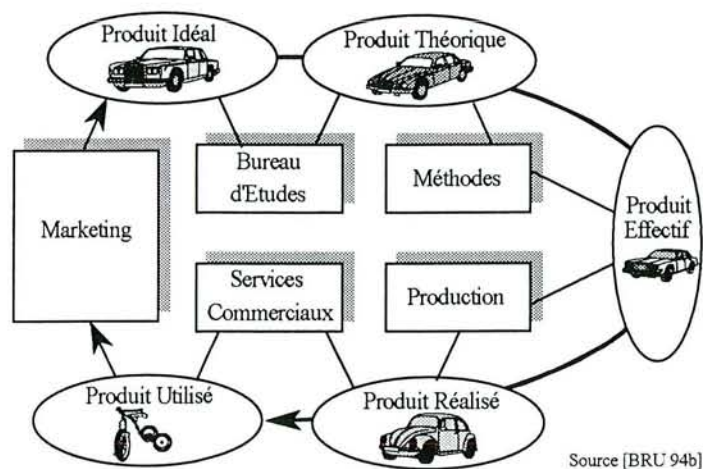 Produit Idéal
Produit Théorique
Bureau
d'Etudes
Méthodes
Produit
Effectif
Marketing
Services
Commerciaux
Production
Produit Utilisé
Produit Réalisé
Source [BRU 94b]